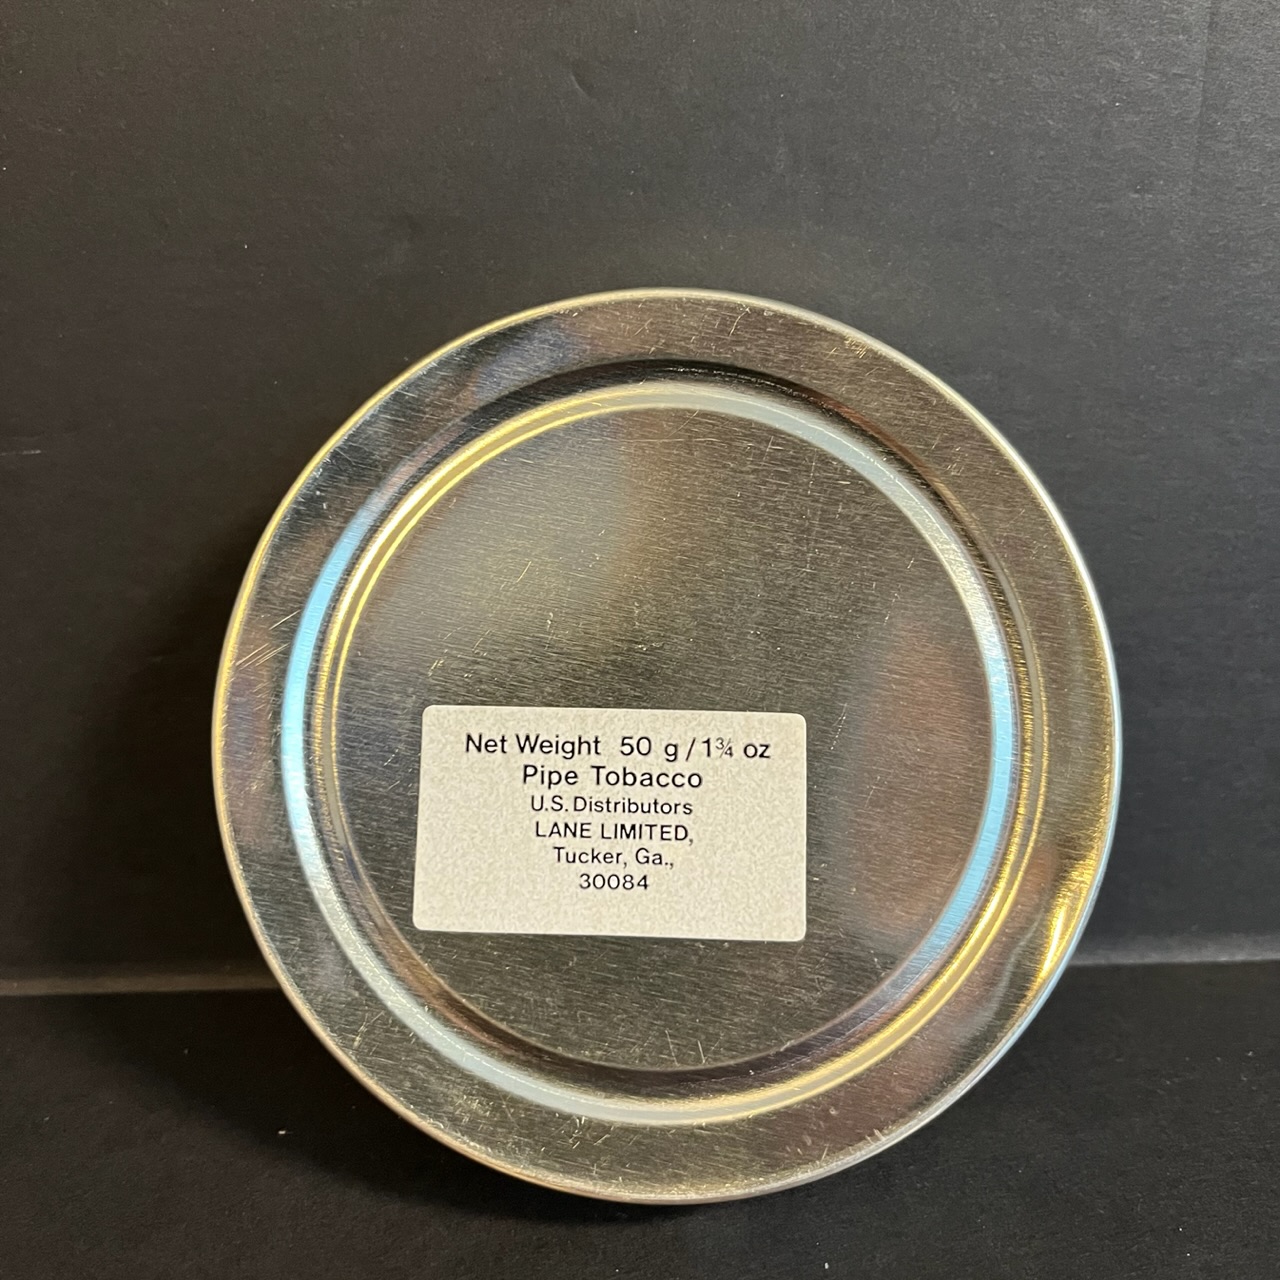 Net Weight 50 g/1¾ oz
Pipe Tobacco
U.S. Distributors
LANE LIMITED,
Tucker, Ga.,
30084